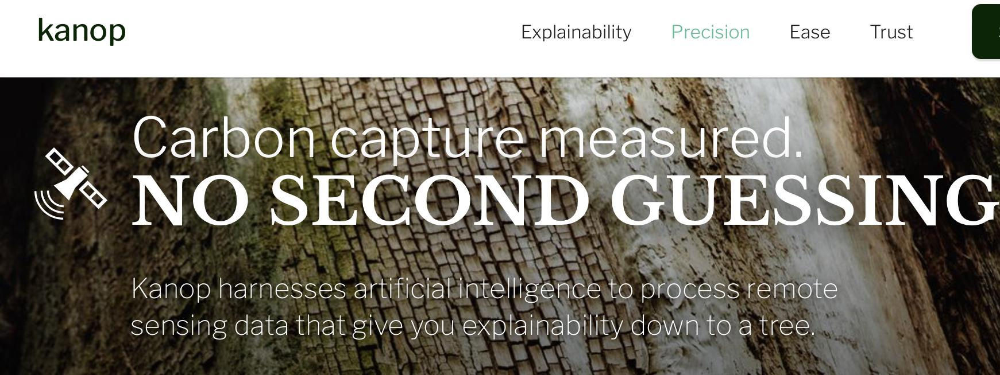 kanop
Explainability Precision Ease Trust
Carbon capture measured.
NO SECOND GUESSING
Kanop harnesses artificial intelligence to process remote
sensing data that give you explainability down to a tree.